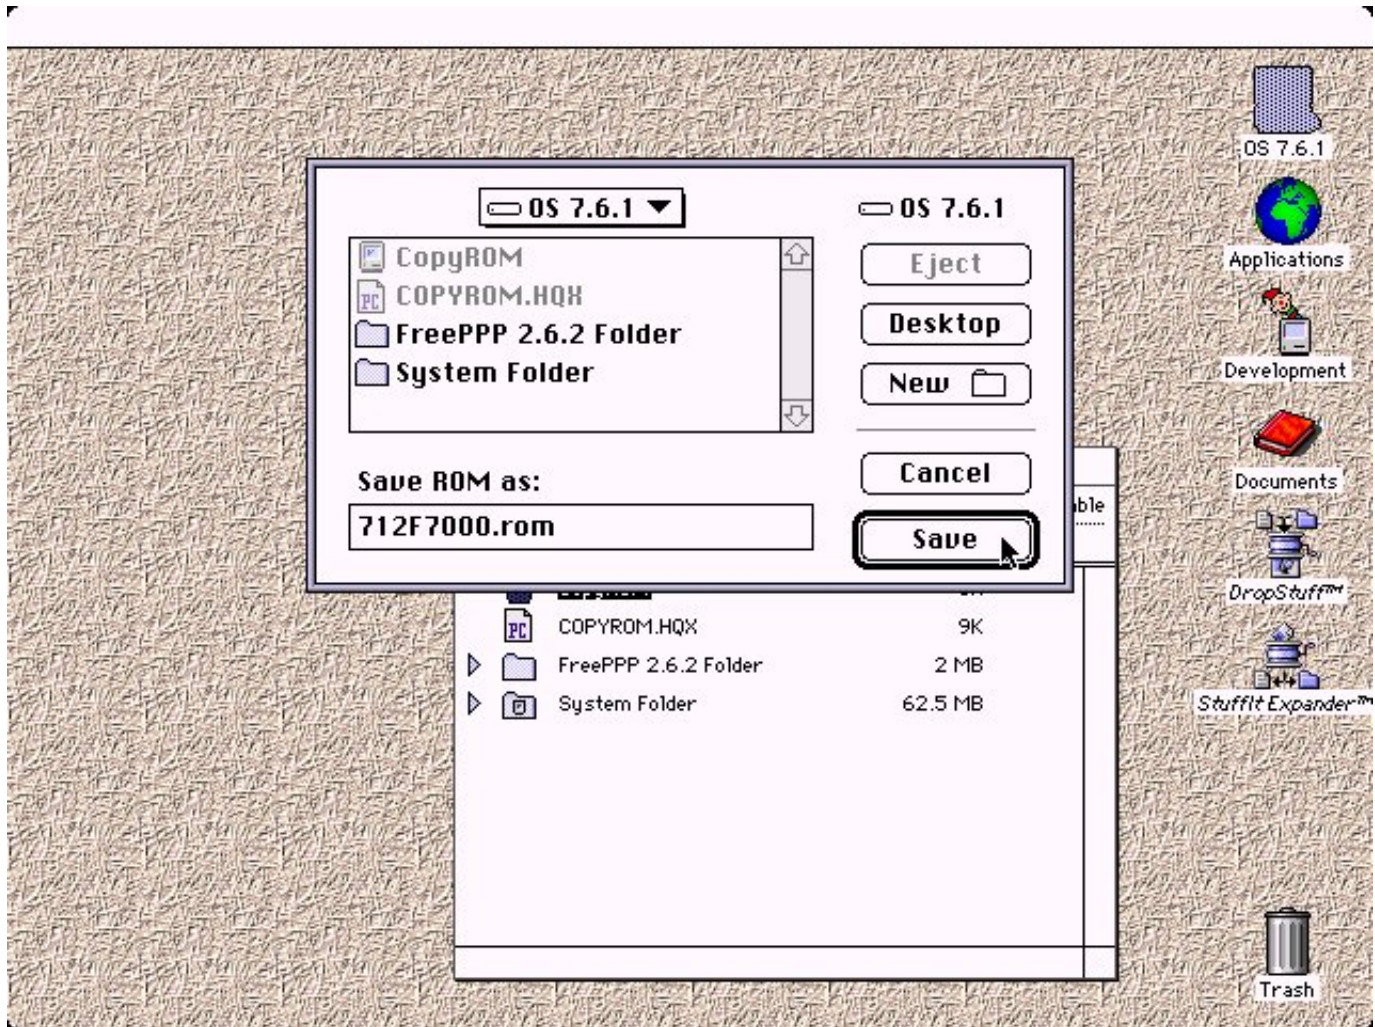 OS 7.6.1
OS 7.6.1
CopyROM
COPYROM.HQX
FreePPP 2.6.2 Folder
System Folder
Eject
Desktop
New
Save ROM as:
712F7000.rom
Cancel
Save
PC
COPYROM.HQX 9K
FreePPP 2.6.2 Folder 2 MB
System Folder 62.5 MB
OS 7.6.1
Applications
Development
Documents
DropStuff™
StuffIt Expander™
Trash